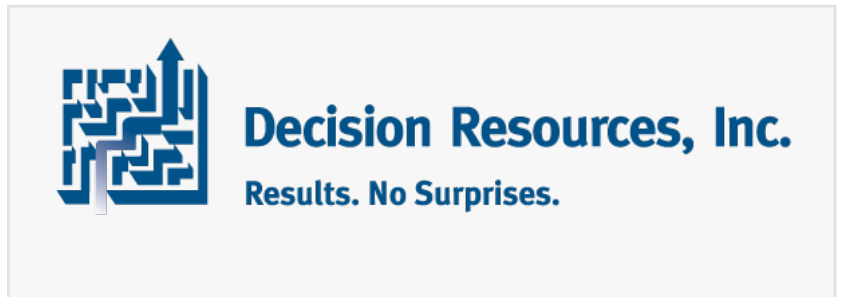 Decision Resources, Inc.
Results. No Surprises.